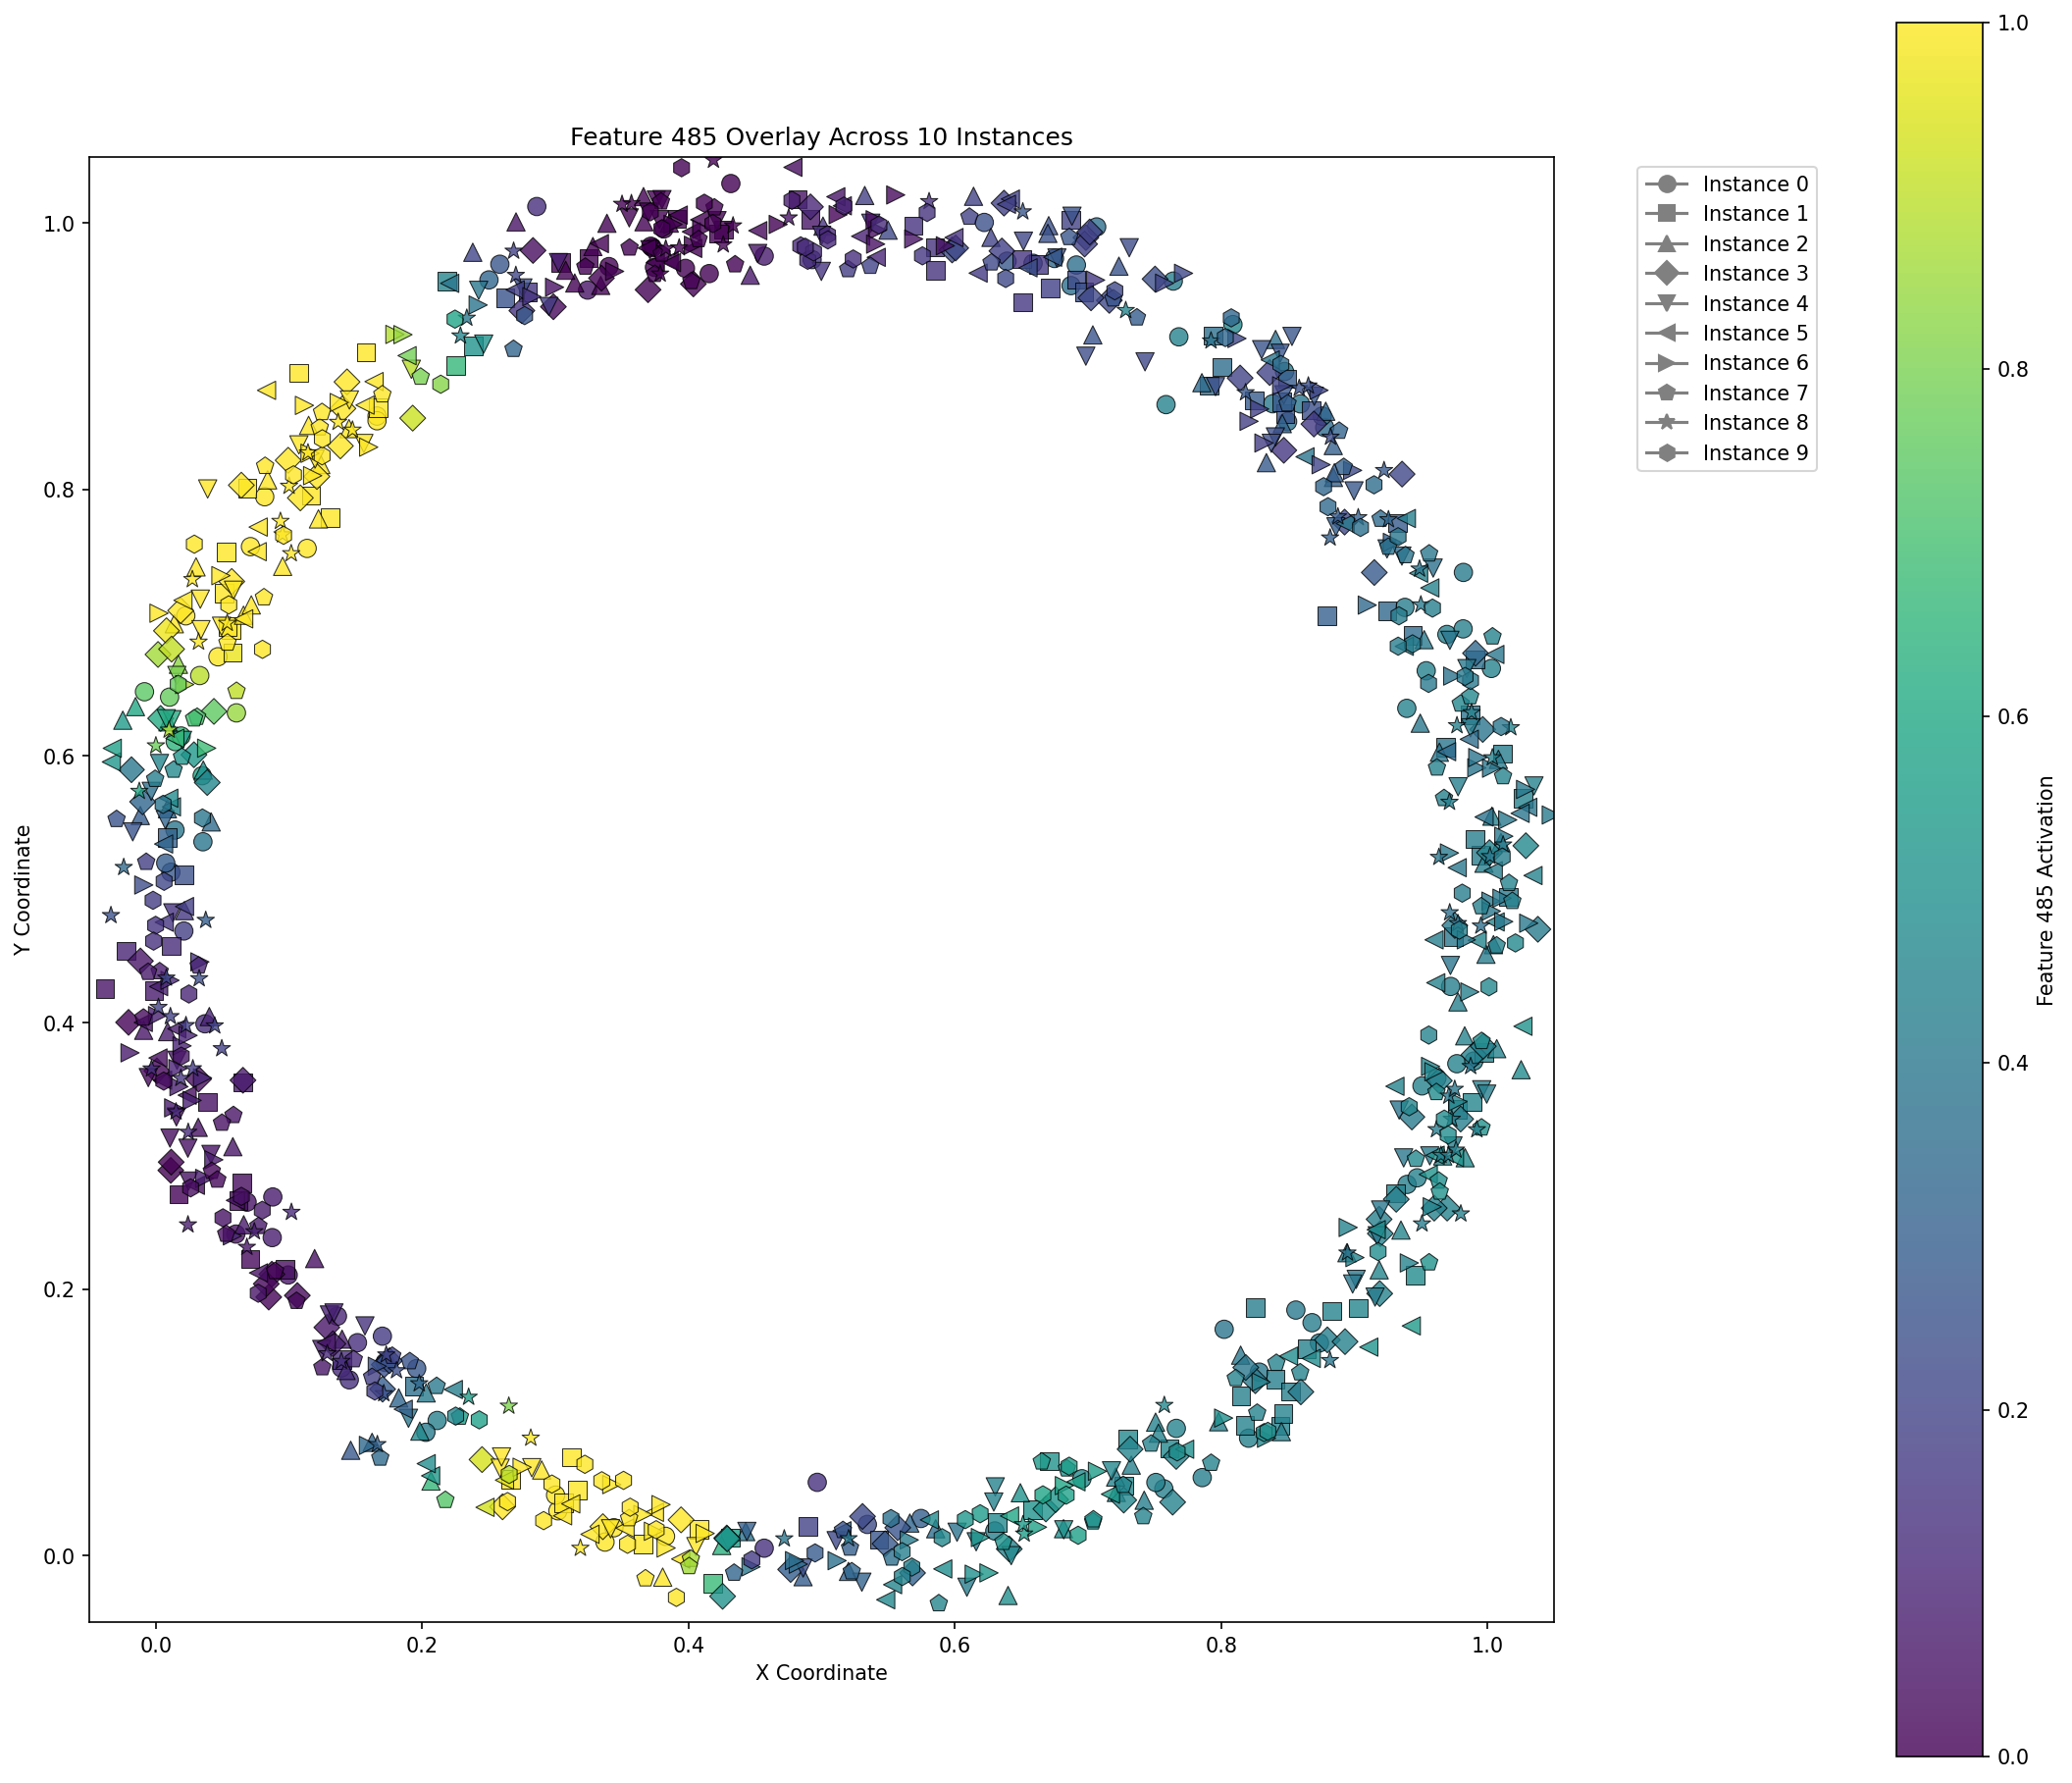 Feature 485 Overlay Across 10 Instances
1.0
0.8
0.6
0.4
0.2
0.0
Y Coordinate
0.0
0.2
0.4
0.6
0.8
1.0
X Coordinate
Instance 0
Instance 1
Instance 2
Instance 3
Instance 4
Instance 5
Instance 6
Instance 7
Instance 8
Instance 9
1.0
0.8
0.6
0.4
0.2
0.0
Feature 485 Activation